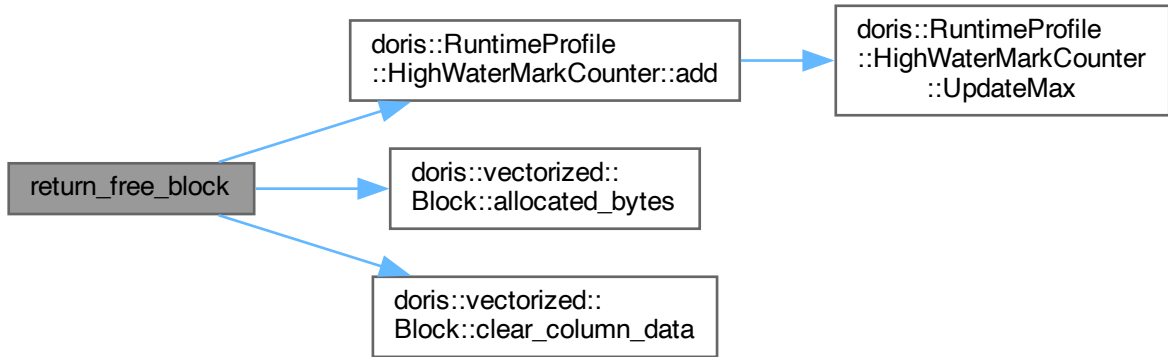 return_free_block
doris::RuntimeProfile
::HighWaterMarkCounter::add
doris::RuntimeProfile
::HighWaterMarkCounter
::UpdateMax
doris::vectorized::
Block::allocated_bytes
doris::vectorized::
Block::clear_column_data